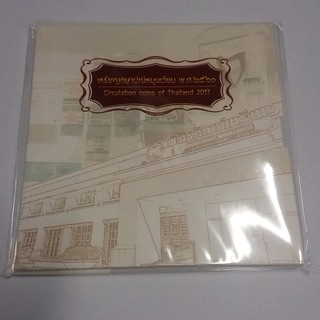 เหรียญกษาปณ์หมุนเวียน พ.ศ.๒๕๖๐
Circulation coins of Thailand 2017